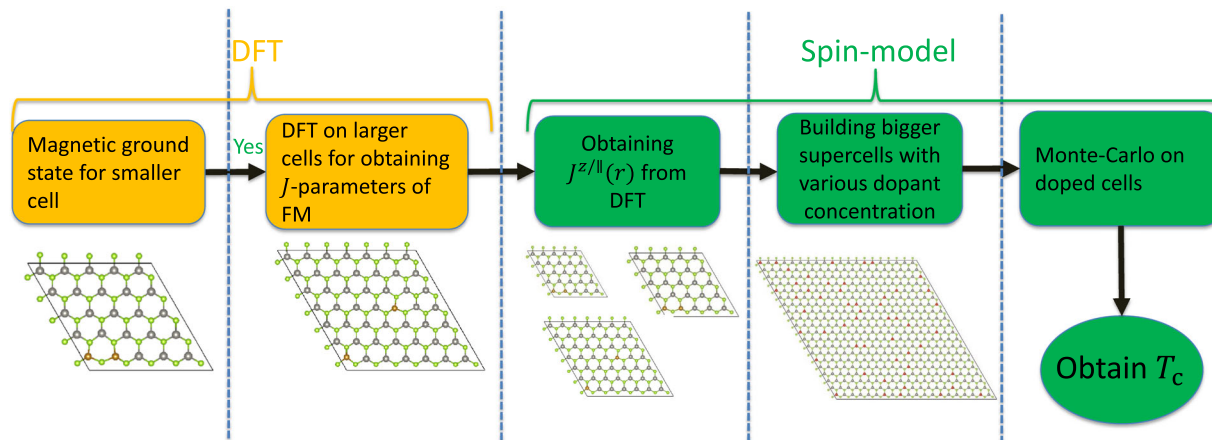 DFT
Spin-model
Magnetic ground
state for smaller
cell
Yes
DFT on larger
cells for obtaining
J-parameters of
FM
Obtaining
J^{z/∥}(r) from
DFT
Building bigger
supercells with
various dopant
concentration
Monte-Carlo on
doped cells
Obtain T_c